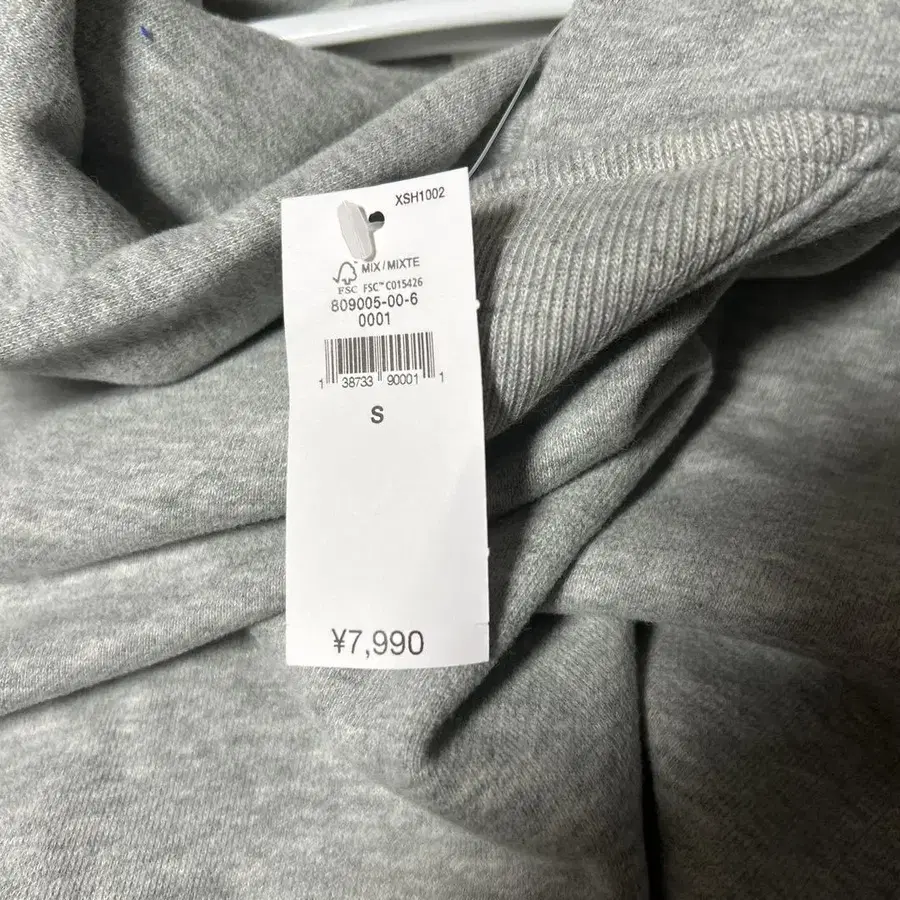 XSH1002
MIX / MIXTE
FSC FSC™ C015426
809005-00-6
0001
1 38733 90001 1
S
¥7,990